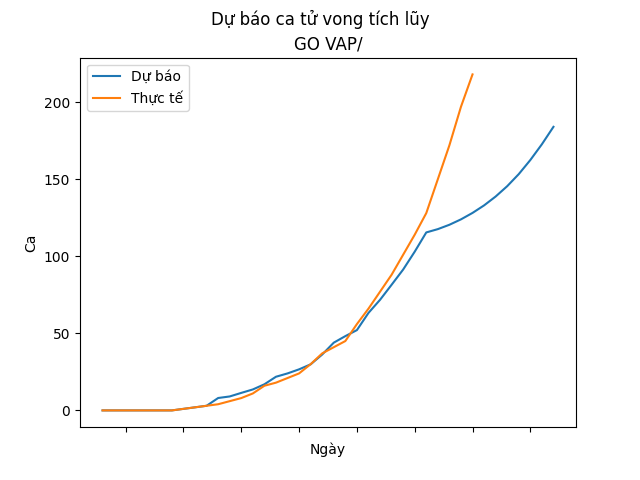 Dự báo ca tử vong tích lũy
GO VAP/
Dự báo
Thực tế
200
150
100
50
0
Ca
Ngày